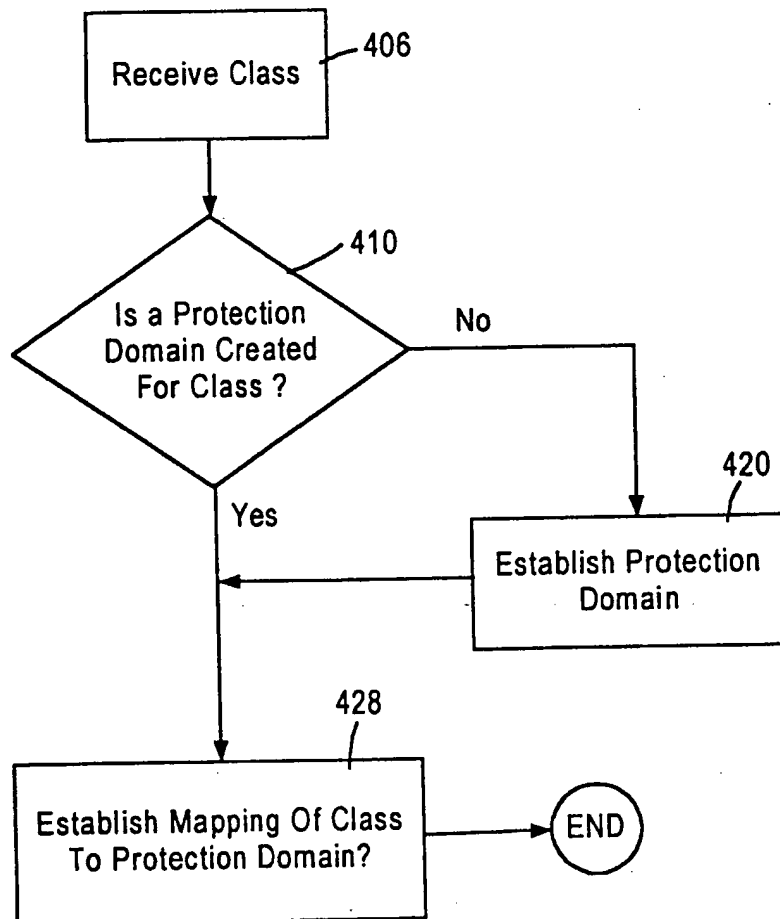 Receive Class
406
410
Is a Protection
Domain Created
For Class ?
No
Yes
420
Establish Protection
Domain
428
Establish Mapping Of Class
To Protection Domain?
END